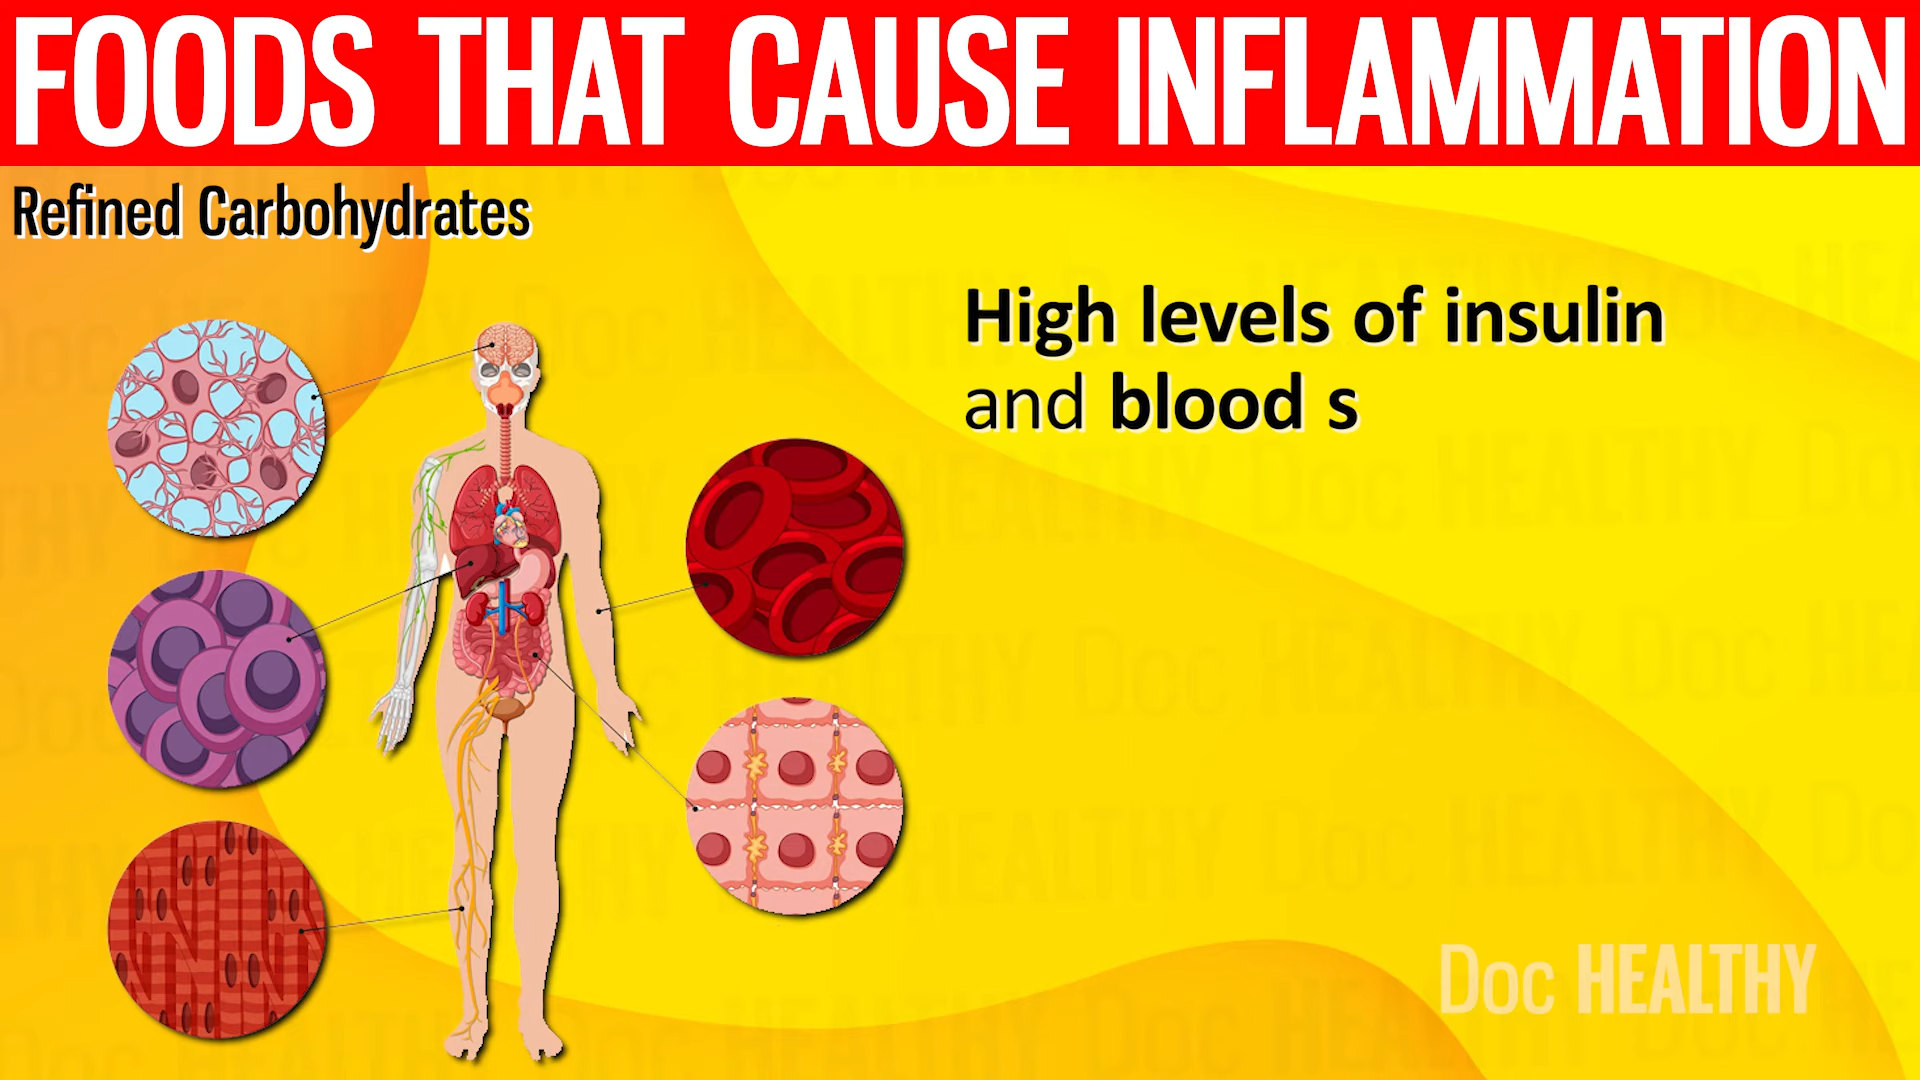 FOODS THAT CAUSE INFLAMMATION
Refined Carbohydrates
High levels of insulin
and blood s
Doc HEALTHY